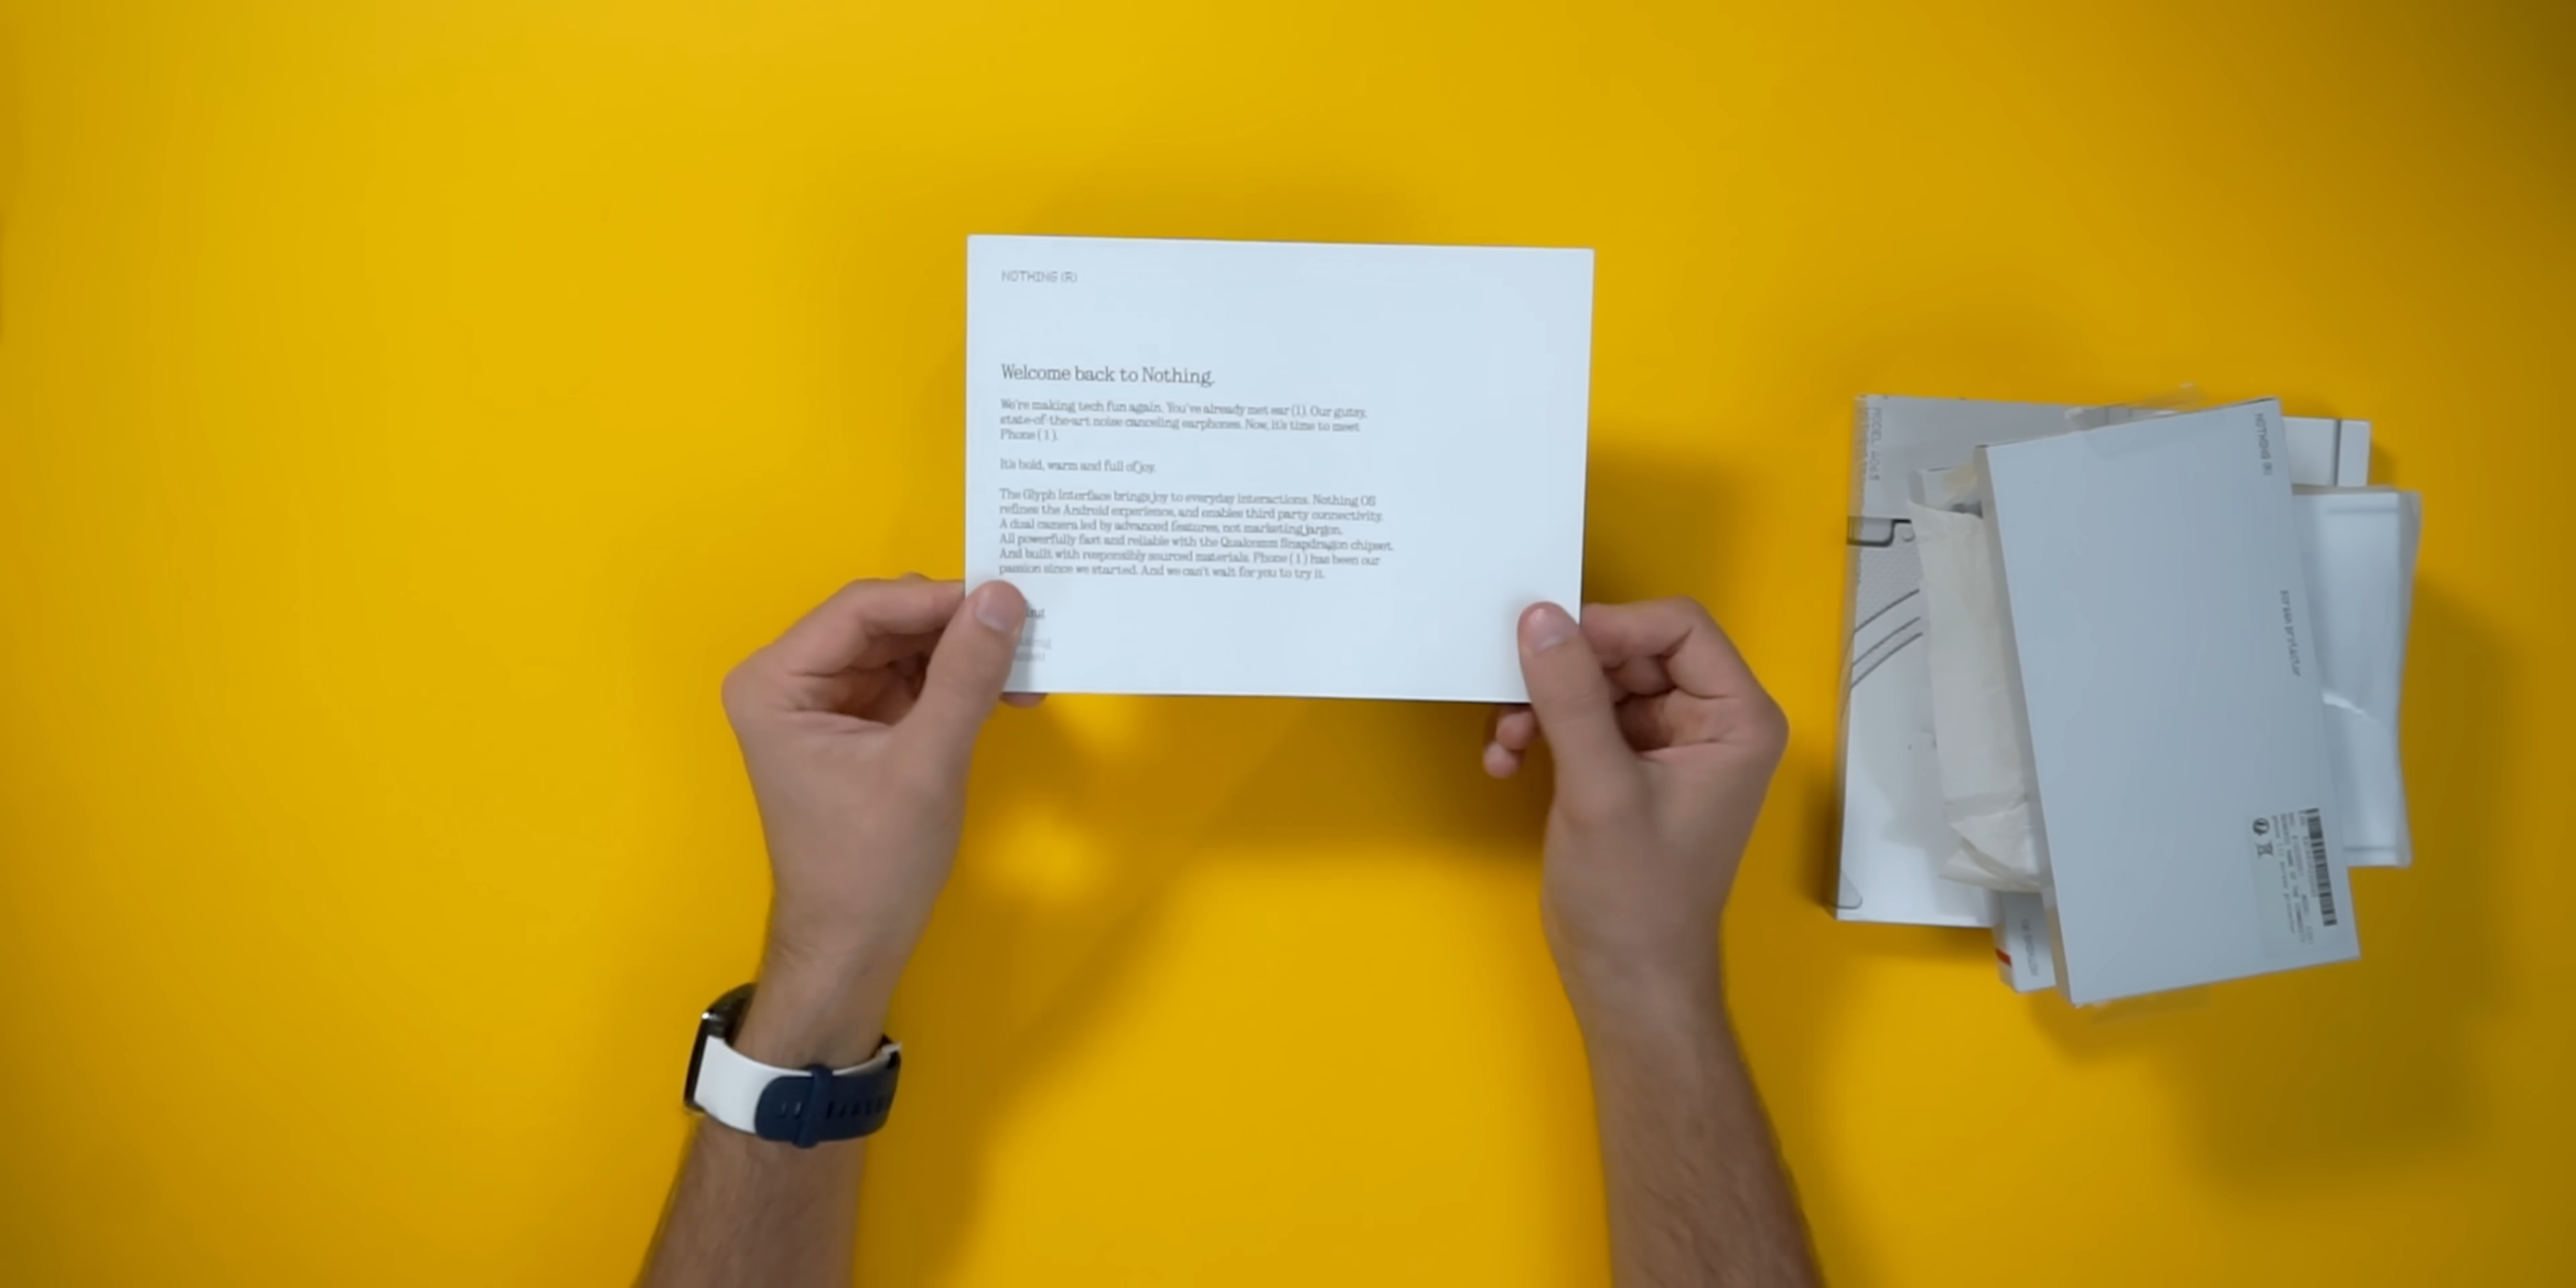 NOTHING (R)
Welcome back to Nothing.
We're making tech fun again. You've already met ear (1). Our gutsy,
state-of-the-art noise canceling earphones. Now, it's time to meet
Phone (1).
It's bold, warm and full of joy.
The Glyph Interface brings joy to everyday interactions. Nothing OS
refines the Android experience, and enables third party connectivity.
A dual camera led by advanced features, not marketing jargon.
All powerfully fast and reliable with the Qualcomm Snapdragon chipset.
And built with responsibly sourced materials. Phone (1) has been our
passion since we started. And we can't wait for you to try it.
NOTHING (R)
screen protector
NOTHING (R)